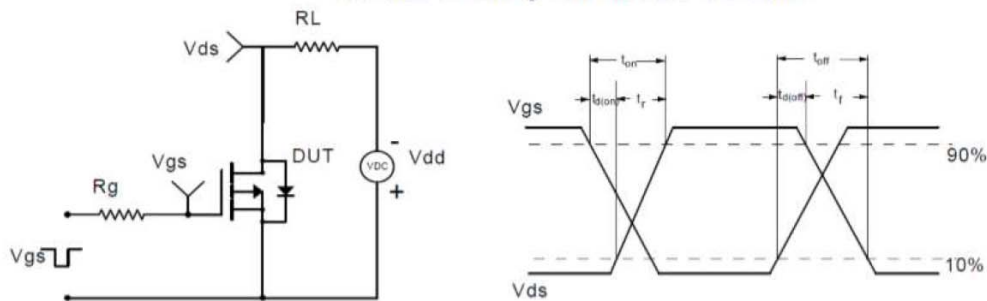 RL
Vds
Vgs
DUT
Rg
VDC
-
Vdd
+
Vgs
ton
toff
td(on)
tr
td(off)
tf
Vgs
90%
10%
Vds